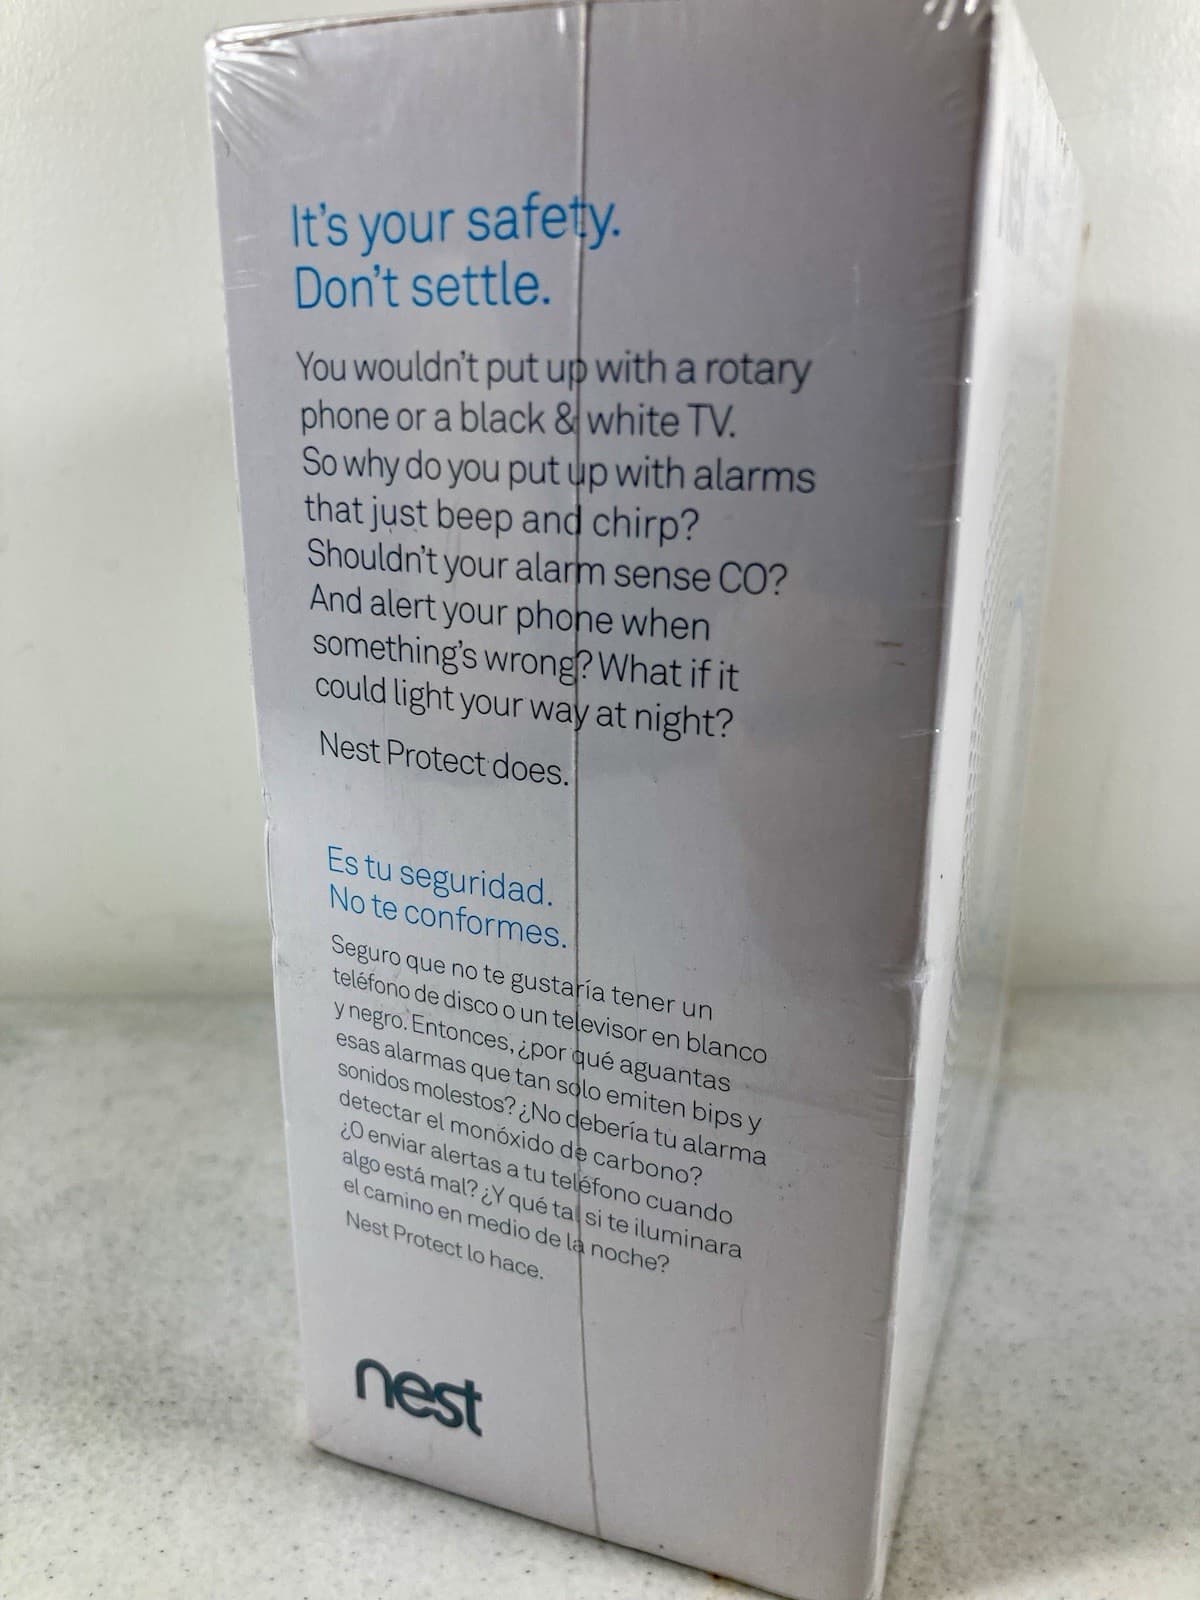 It's your safety.
Don't settle.
You wouldn't put up with a rotary
phone or a black & white TV.
So why do you put up with alarms
that just beep and chirp?
Shouldn't your alarm sense CO?
And alert your phone when
something's wrong? What if it
could light your way at night?
Nest Protect does.
Es tu seguridad.
No te conformes.
Seguro que no te gustaría tener un
teléfono de disco o un televisor en blanco
y negro. Entonces, ¿por qué aguantas
esas alarmas que tan solo emiten bips y
sonidos molestos? ¿No debería tu alarma
detectar el monóxido de carbono?
¿O enviar alertas a tu teléfono cuando
algo está mal? ¿Y qué tal si te iluminara
el camino en medio de la noche?
Nest Protect lo hace.
nest